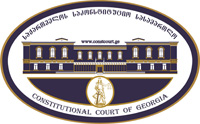 საქართველოს საკონსტიტუციო სასამართლო
www.constcourt.ge
CONSTITUTIONAL COURT OF GEORGIA